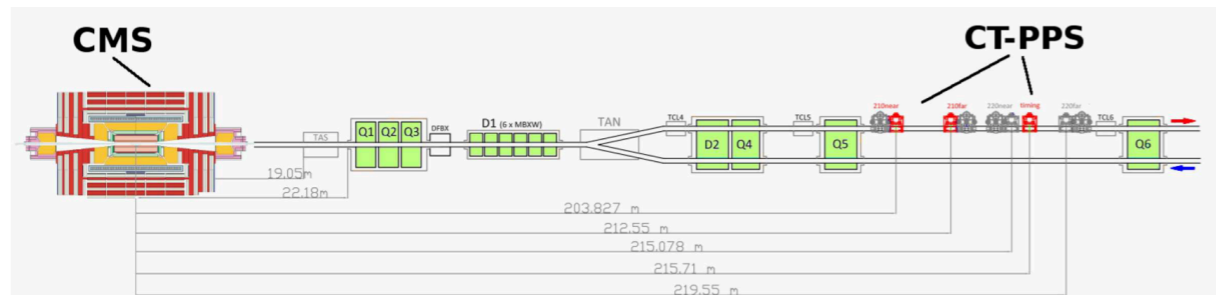 CMS
CT-PPS
210near 210far 220near timing 220far
Q1 Q2 Q3 DFBX D1 (6 x MBXW) TAN TCL4 TCL5 TCL6
TAS
D2 Q4 Q5 Q6
19.05m
22.18m
203.827 m
212.55 m
215.078 m
215.71 m
219.55 m